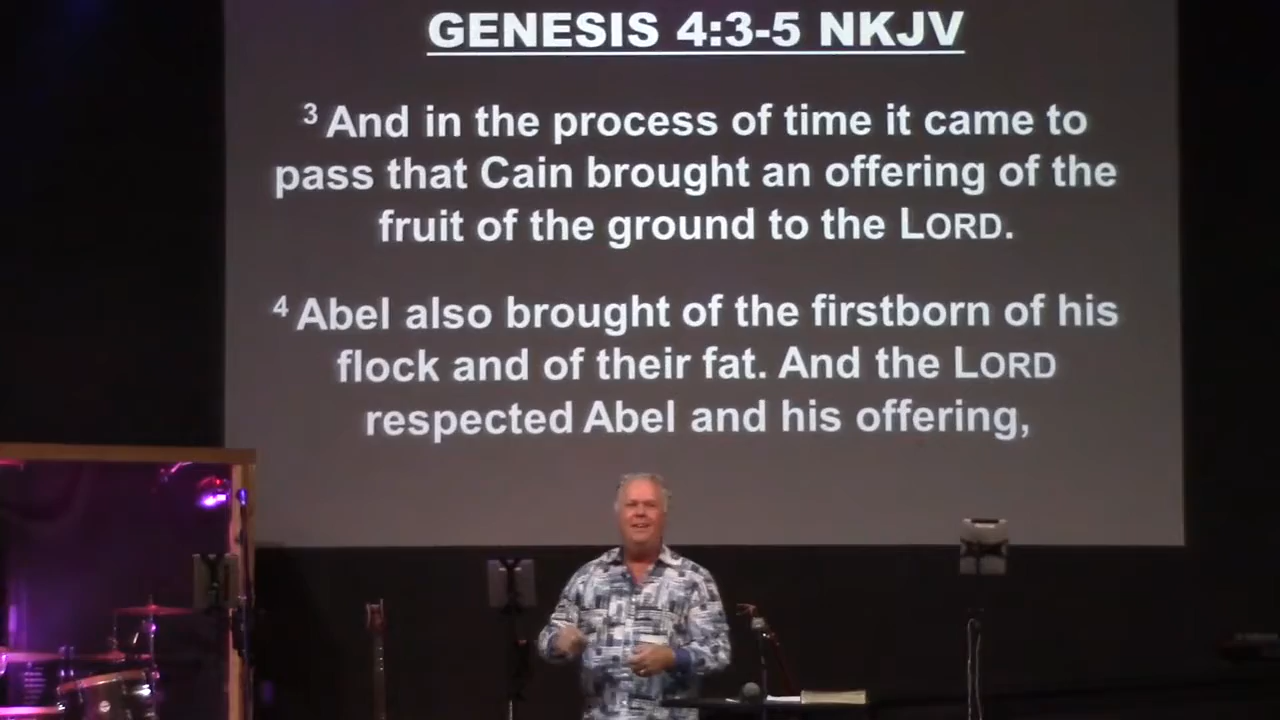 GENESIS 4:3-5 NKJV
3 And in the process of time it came to
pass that Cain brought an offering of the
fruit of the ground to the LORD.
4 Abel also brought of the firstborn of his
flock and of their fat. And the LORD
respected Abel and his offering,